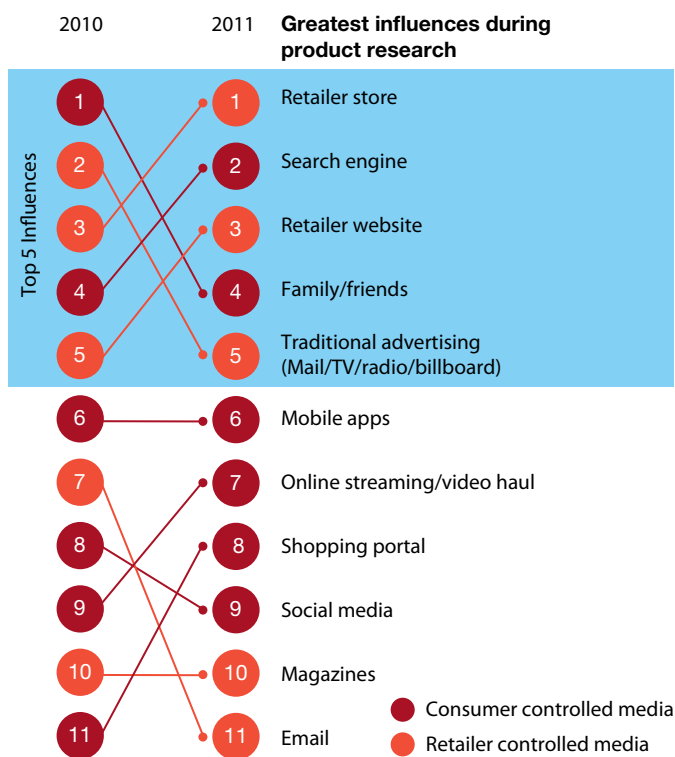 2010 2011 Greatest influences during
product research
Top 5 Influences
1 1 Retailer store
2 2 Search engine
3 3 Retailer website
4 4 Family/friends
5 5 Traditional advertising
(Mail/TV/radio/billboard)
6 6 Mobile apps
7 7 Online streaming/video haul
8 8 Shopping portal
9 9 Social media
10 10 Magazines
11 11 Email
Consumer controlled media
Retailer controlled media